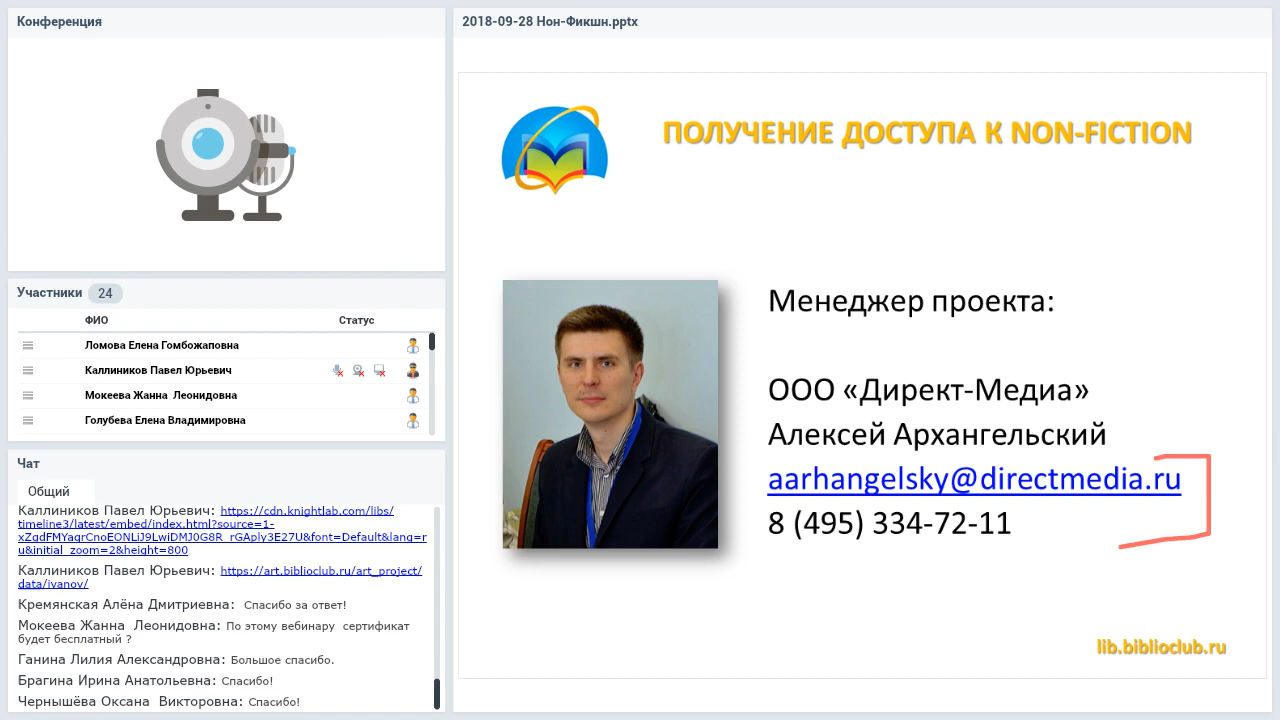 Конференция
Участники 24
ФИО Статус
Ломова Елена Гомбожаповна
Каллиников Павел Юрьевич
Мокеева Жанна Леонидовна
Голубева Елена Владимировна
Чат
Общий
Каллиников Павел Юрьевич: https://cdn.knightlab.com/libs/
timeline3/latest/embed/index.html?source=1-
xZqdFMYaqrCnoEONLiJ9LwiDMJ0G8R_rGAply3E27U&font=Default&lang=r
u&initial_zoom=2&height=800
Каллиников Павел Юрьевич: https://art.biblioclub.ru/art_project/
data/ivanov/
Кремянская Алёна Дмитриевна: Спасибо за ответ!
Мокеева Жанна Леонидовна: По этому вебинару сертификат
будет бесплатный ?
Ганина Лилия Александровна: Большое спасибо.
Брагина Ирина Анатольевна: Спасибо!
Чернышёва Оксана Викторовна: Спасибо!
2018-09-28 Нон-Фикшн.pptx
ПОЛУЧЕНИЕ ДОСТУПА К NON-FICTION
Менеджер проекта:
ООО «Директ-Медиа»
Алексей Архангельский
aarhangelsky@directmedia.ru
8 (495) 334-72-11
lib.biblioclub.ru